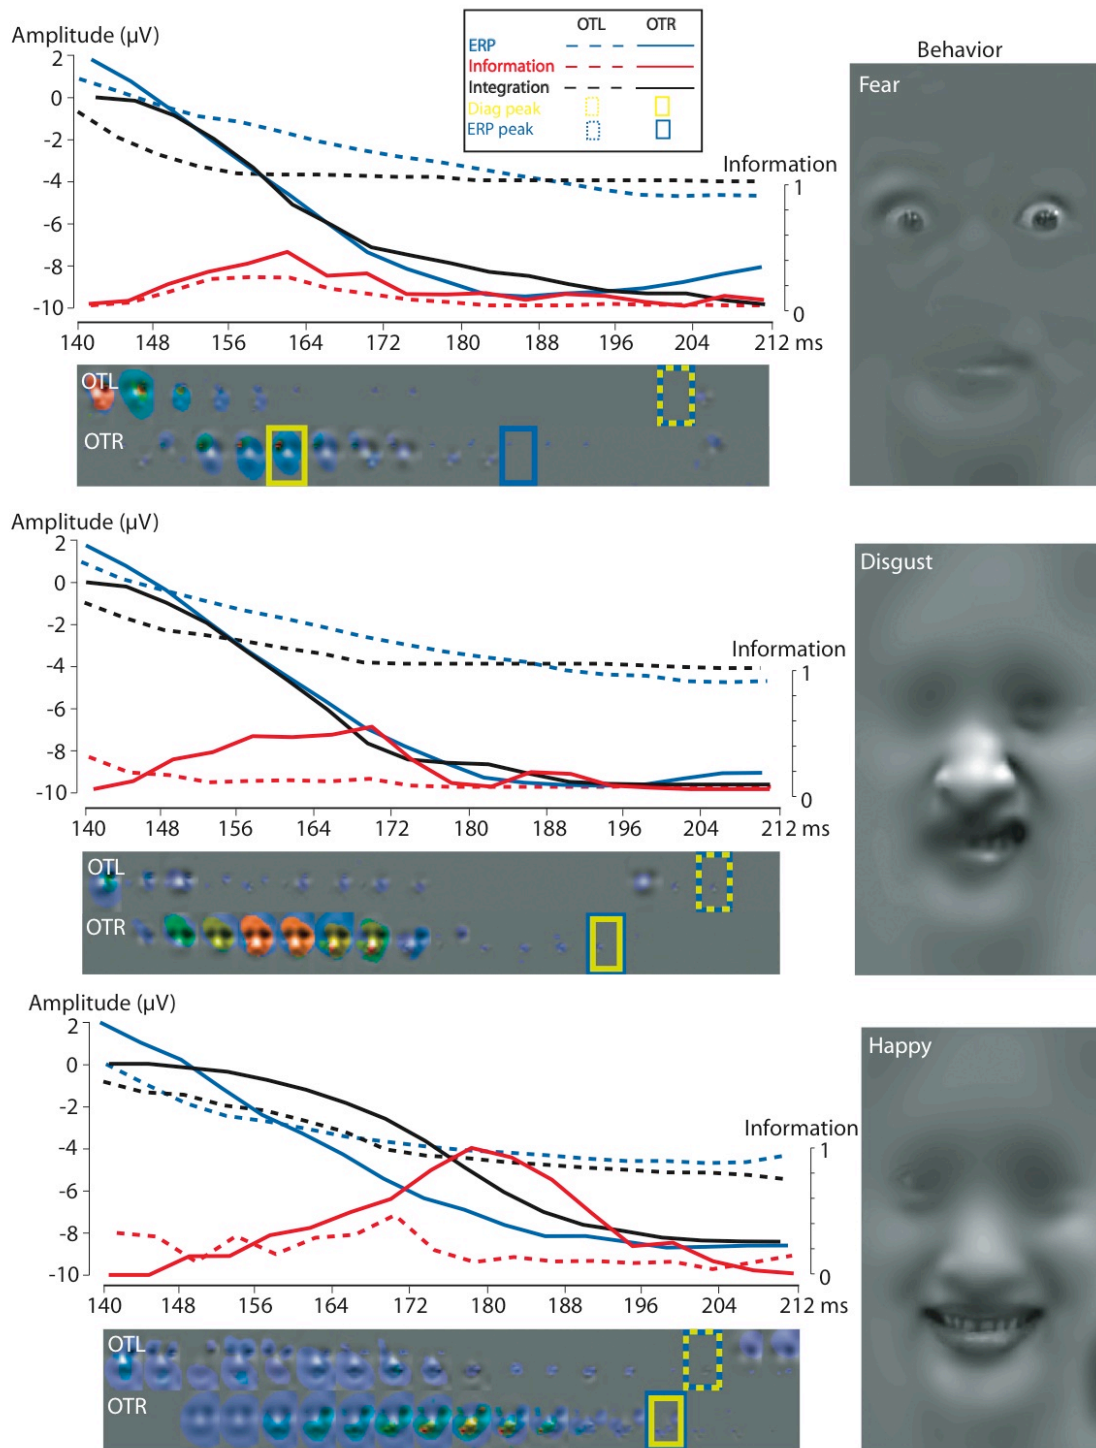 Amplitude (μV)
OTL OTR
ERP
Information
Integration
Diag peak
ERP peak
Behavior
Fear
2
0
-2
-4
-6
-8
-10
Information
1
0
140 148 156 164 172 180 188 196 204 212 ms
OTL
OTR
Amplitude (μV)
Disgust
2
0
-2
-4
-6
-8
-10
Information
1
0
140 148 156 164 172 180 188 196 204 212 ms
OTL
OTR
Amplitude (μV)
Happy
2
0
-2
-4
-6
-8
-10
Information
1
0
140 148 156 164 172 180 188 196 204 212 ms
OTL
OTR